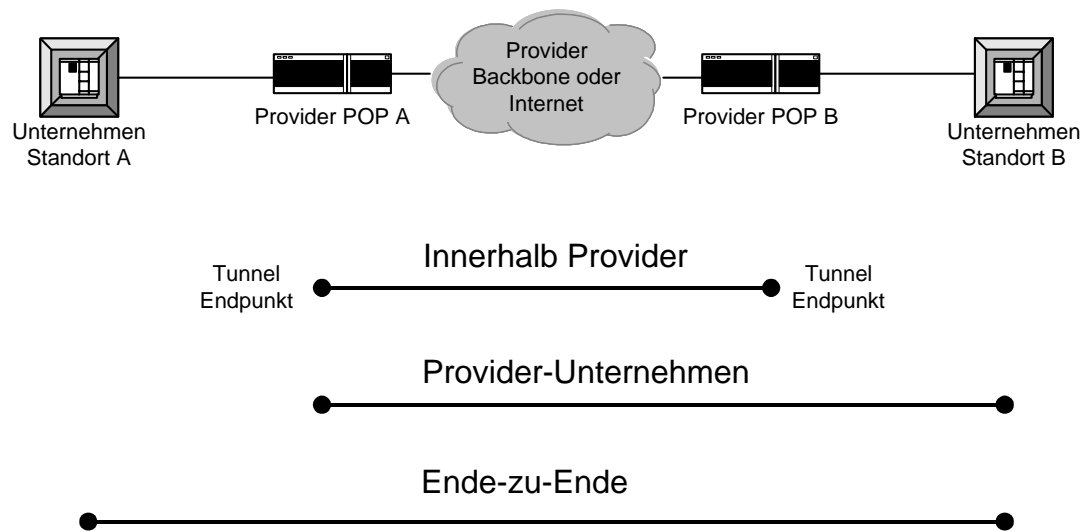 Provider
Backbone oder
Internet
Unternehmen
Standort A
Provider POP A
Provider POP B
Unternehmen
Standort B
Innerhalb Provider
Tunnel
Endpunkt
Tunnel
Endpunkt
Provider-Unternehmen
Ende-zu-Ende